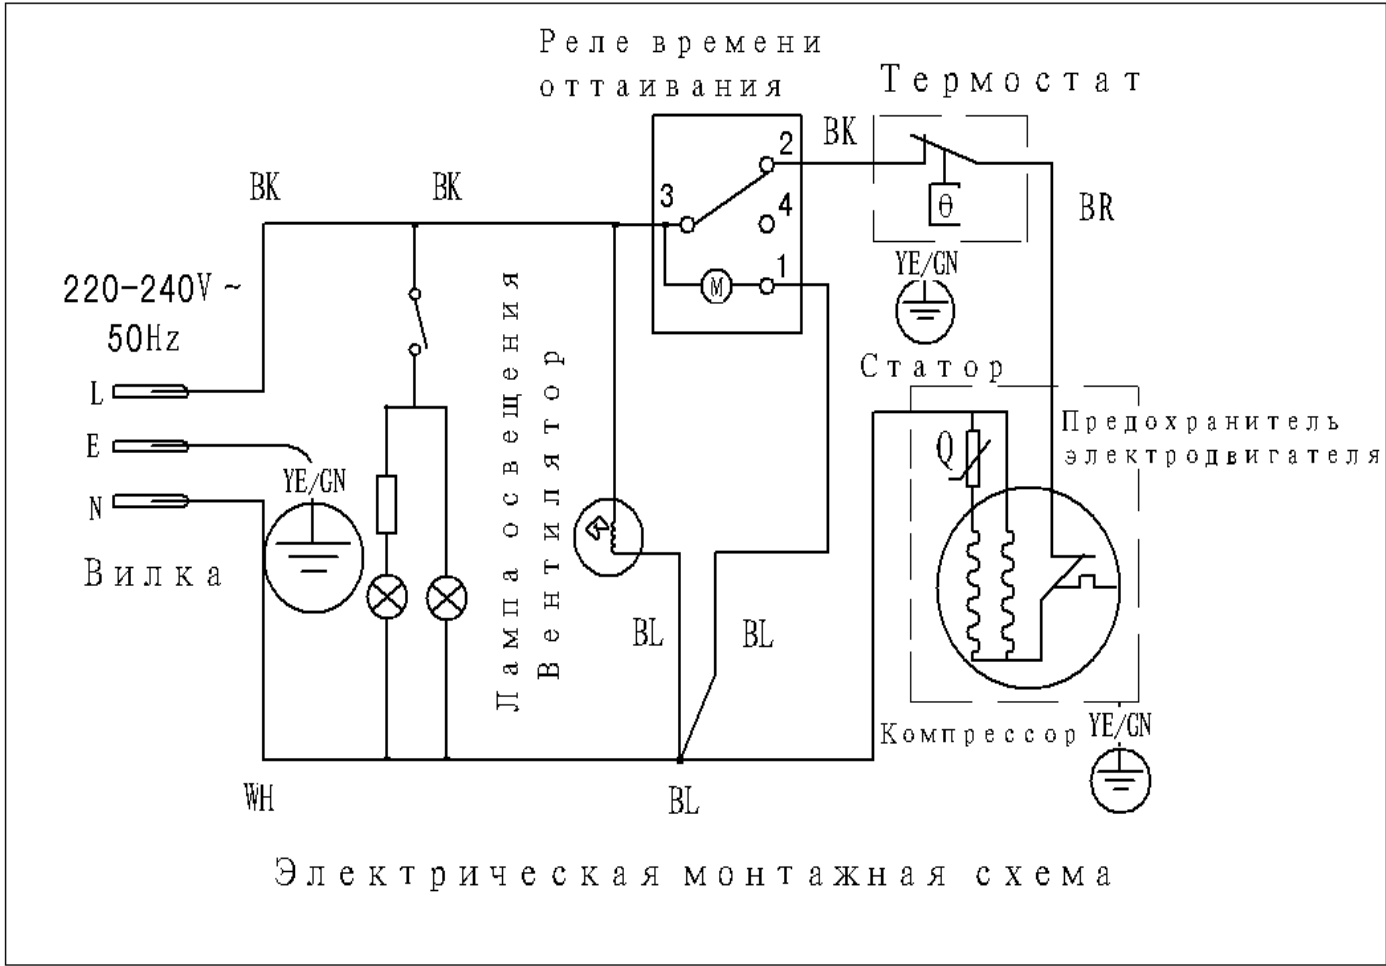 Реле времени
оттаивания
Термостат
BK
BK
BK
2
3
4
1
M
θ
BR
YE/GN
220-240V ~
50Hz
L
E
N
YE/GN
Вилка
Лампа освещения
Вентилятор
Статор
Предохранитель
электродвигателя
Q
BL
BL
Компрессор
YE/GN
WH
BL
Электрическая монтажная схема